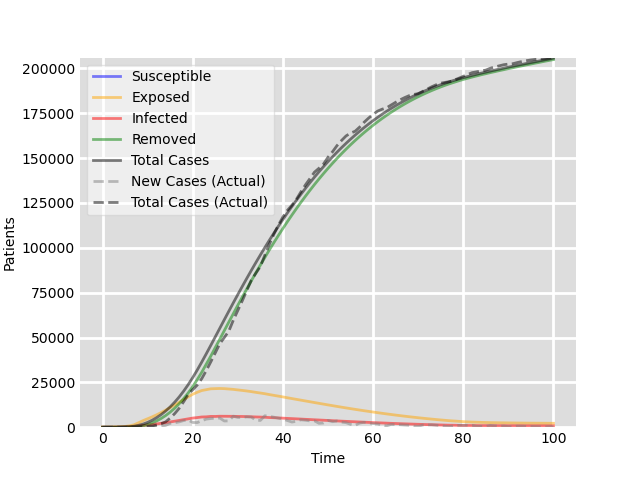 200000
175000
150000
125000
100000
75000
50000
25000
0
Patients
Susceptible
Exposed
Infected
Removed
Total Cases
New Cases (Actual)
Total Cases (Actual)
0 20 40 60 80 100
Time